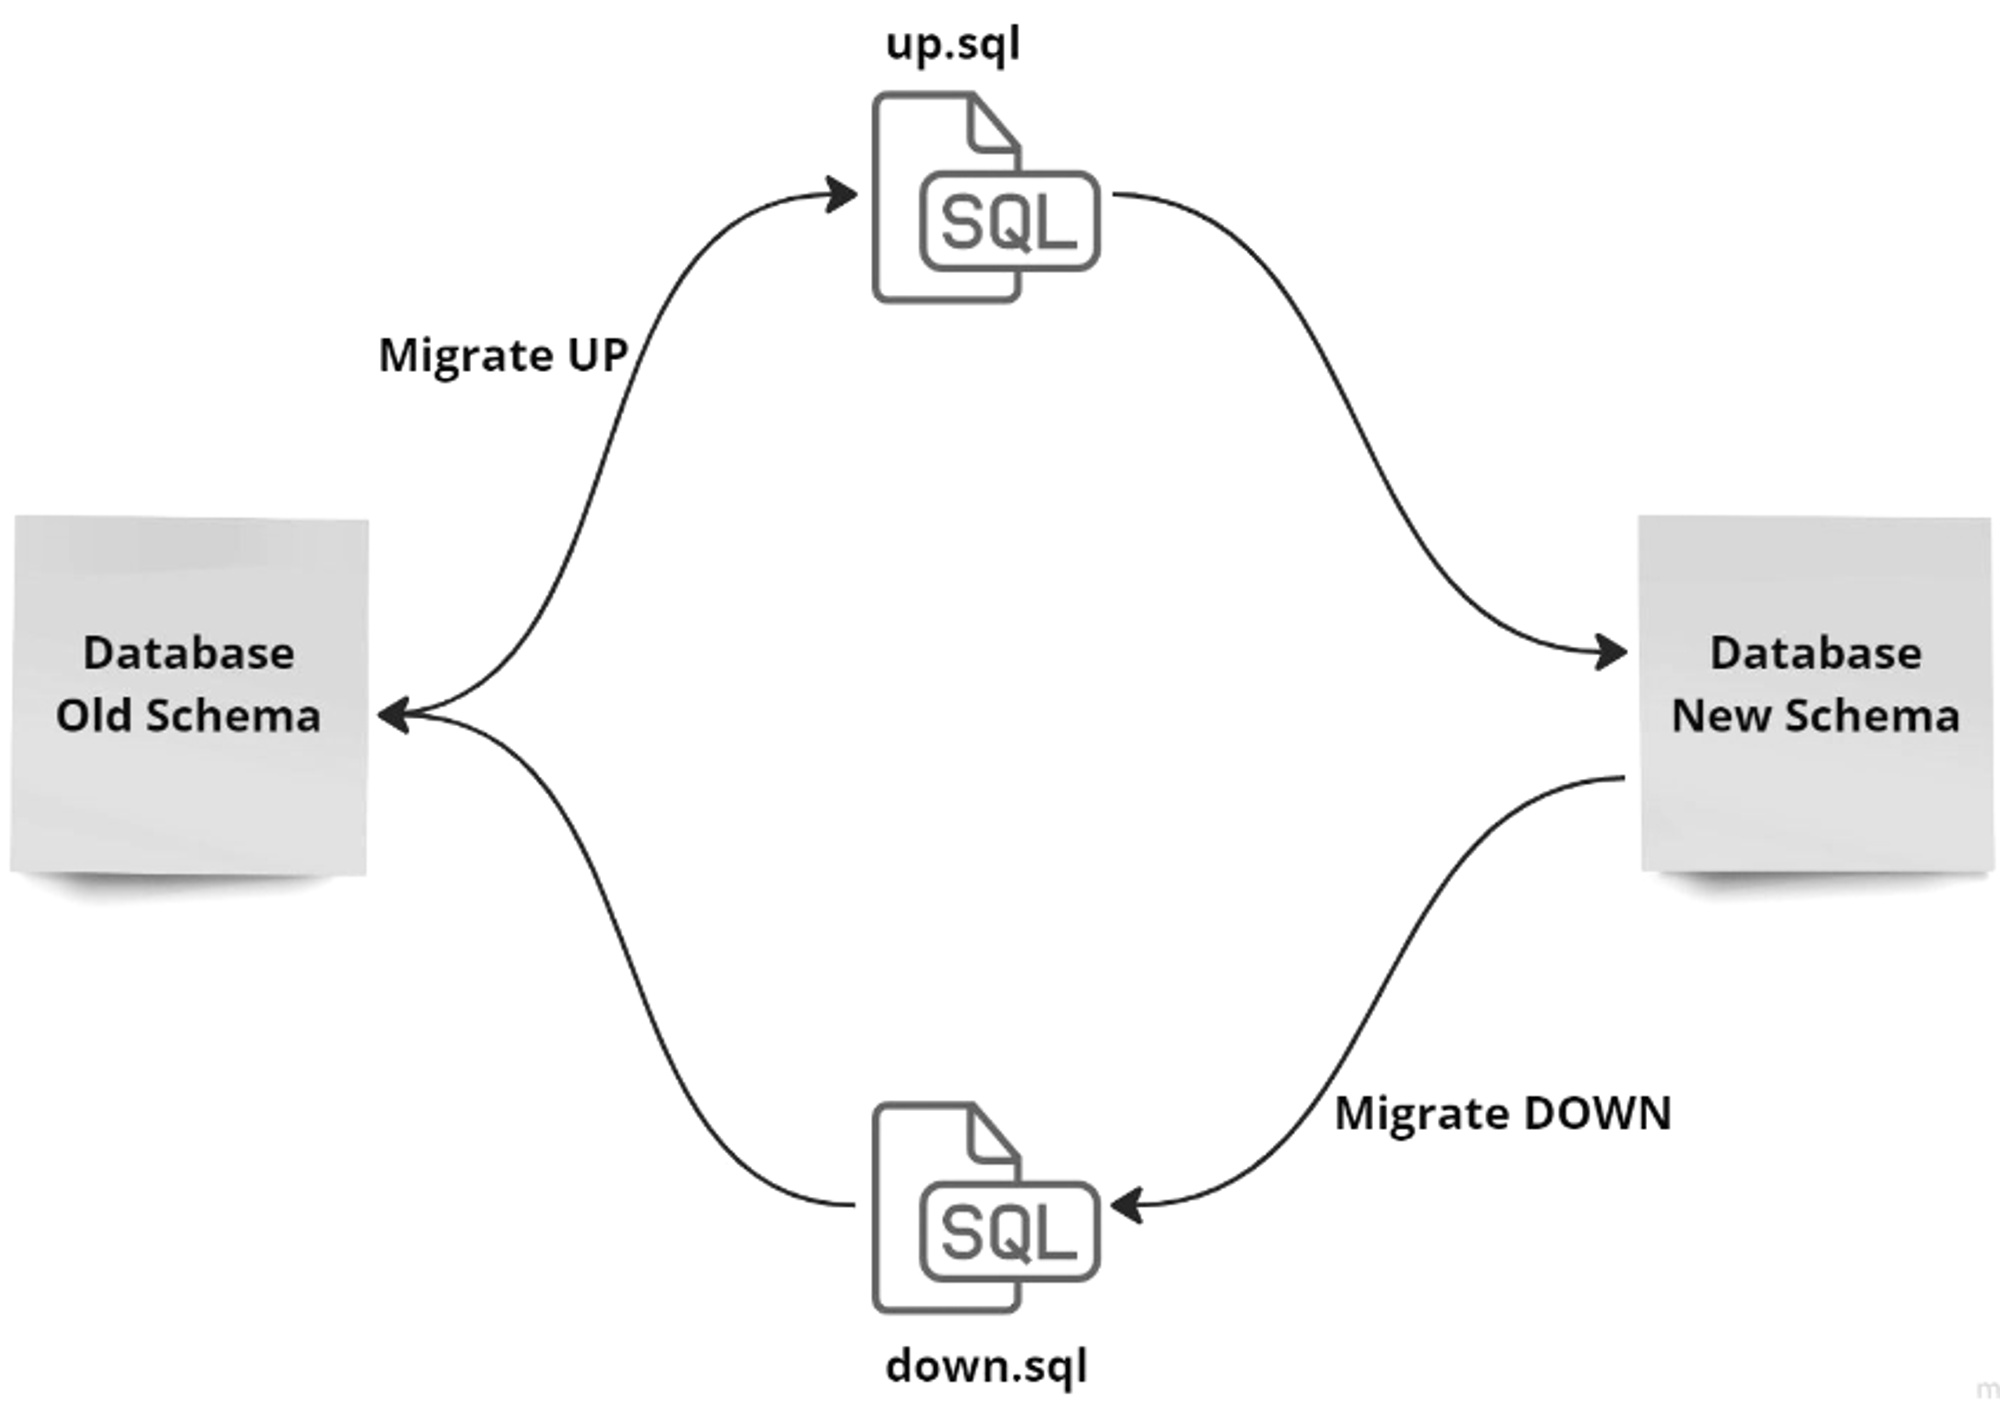 up.sql
SQL
Migrate UP
Database
Old Schema
Database
New Schema
Migrate DOWN
SQL
down.sql
m